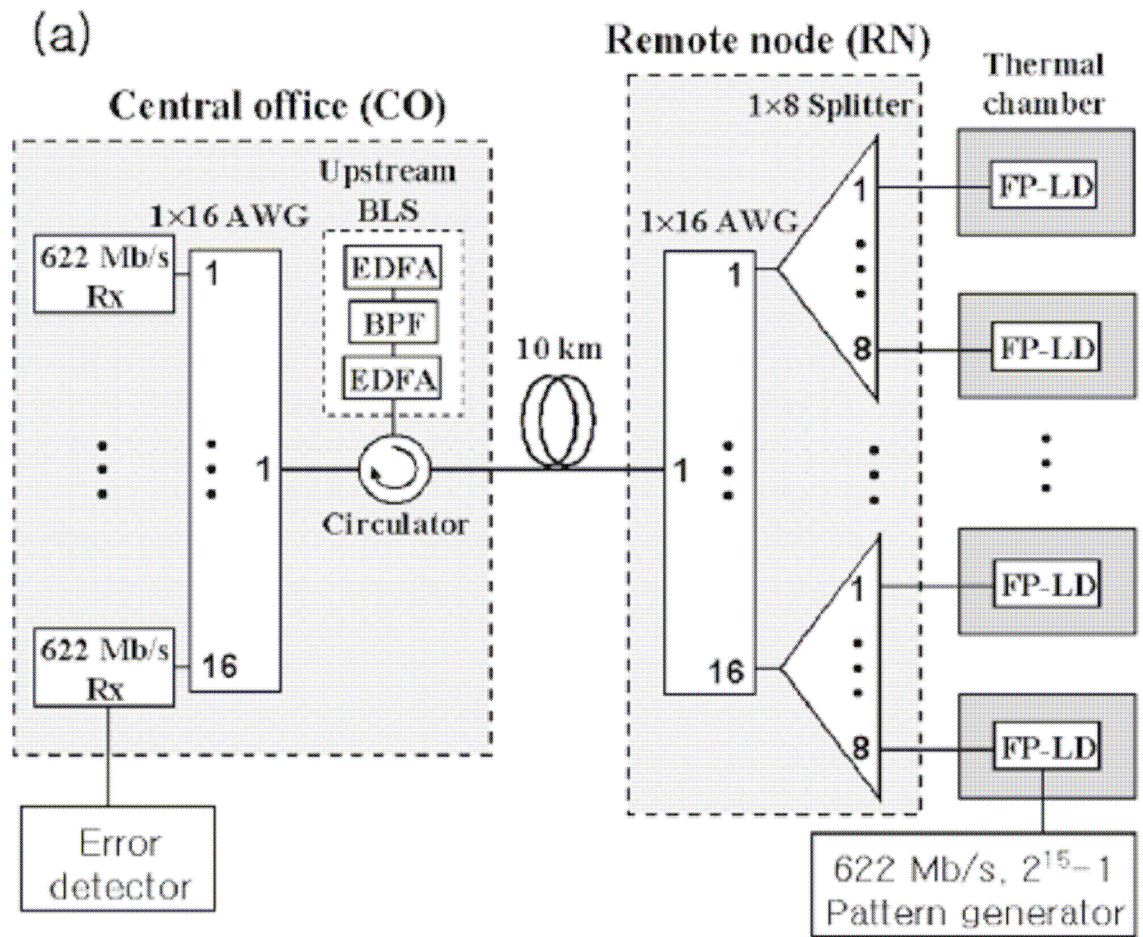 (a)
Remote node (RN)
Central office (CO)
Thermal
chamber
1×8 Splitter
Upstream
BLS
1×16 AWG
1×16 AWG
622 Mb/s
Rx
1
EDFA
BPF
EDFA
10 km
1
1
8
FP-LD
FP-LD
1
Circulator
1
622 Mb/s
Rx
16
16
1
8
FP-LD
FP-LD
Error
detector
622 Mb/s, 2¹⁵-1
Pattern generator